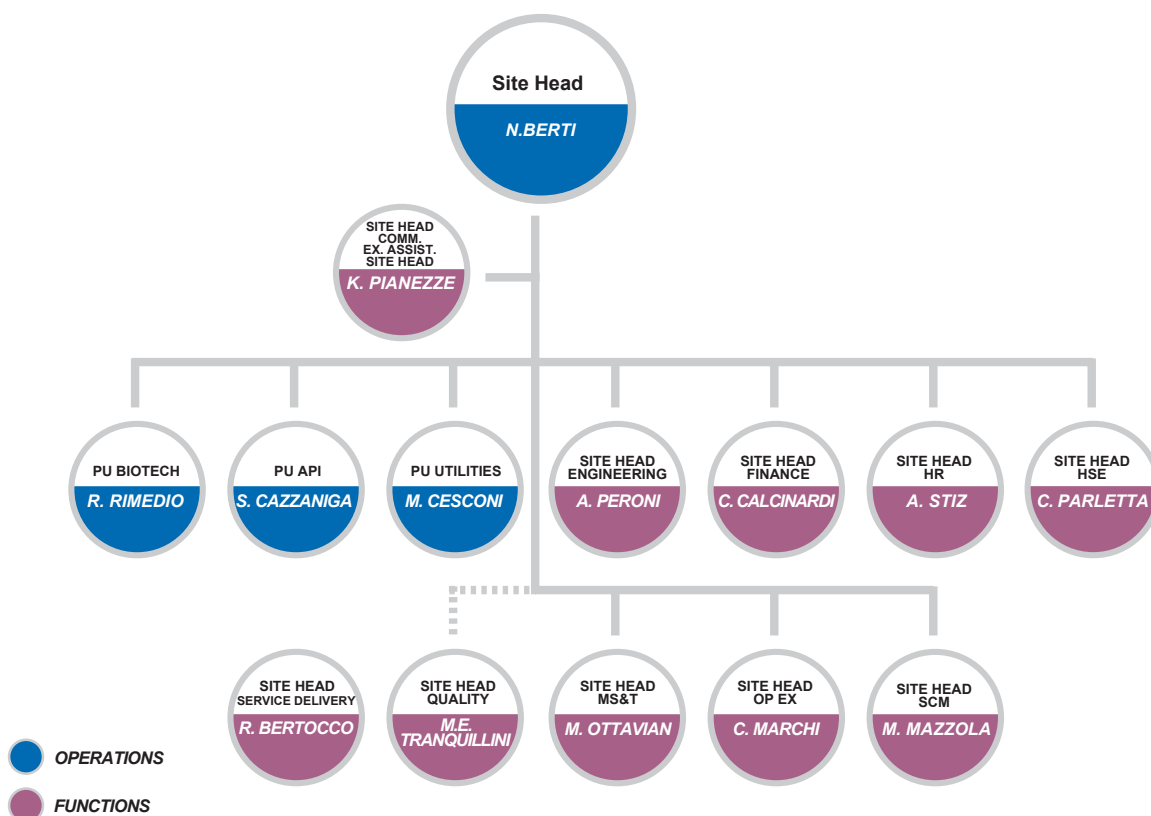 Site Head
N.BERTI
SITE HEAD
COMM.
EX. ASSIST.
SITE HEAD
K. PIANEZZE
PU BIOTECH
R. RIMEDIO
PU API
S. CAZZANIGA
PU UTILITIES
M. CESCONI
SITE HEAD
ENGINEERING
A. PERONI
SITE HEAD
FINANCE
C. CALCINARDI
SITE HEAD
HR
A. STIZ
SITE HEAD
HSE
C. PARLETTA
SITE HEAD
SERVICE DELIVERY
R. BERTOCCO
SITE HEAD
QUALITY
M.E.
TRANQUILLINI
SITE HEAD
MS&T
M. OTTAVIAN
SITE HEAD
OP EX
C. MARCHI
SITE HEAD
SCM
M. MAZZOLA
OPERATIONS
FUNCTIONS